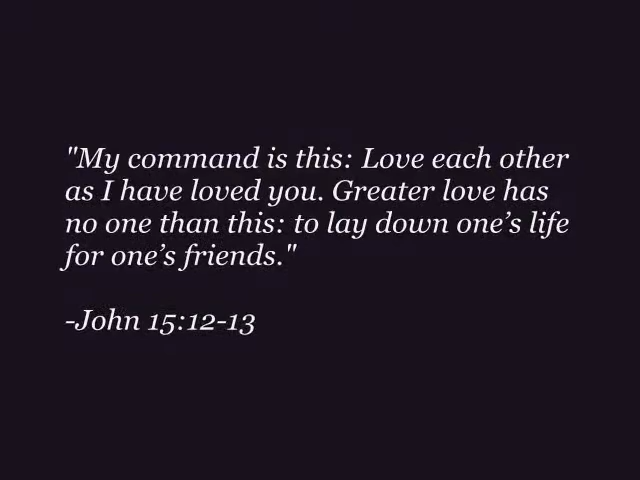 "My command is this: Love each other
as I have loved you. Greater love has
no one than this: to lay down one’s life
for one’s friends."
-John 15:12-13